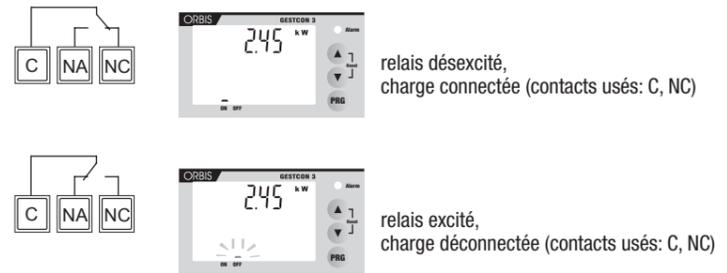 ORBIS GESTCON 3
2.45 kW
Alarm
Reset
PRG
ON OFF
C NA NC
relais désexcité,
charge connectée (contacts usés: C, NC)
ORBIS GESTCON 3
2.45 kW
Alarm
Reset
PRG
ON OFF
C NA NC
relais excité,
charge déconnectée (contacts usés: C, NC)